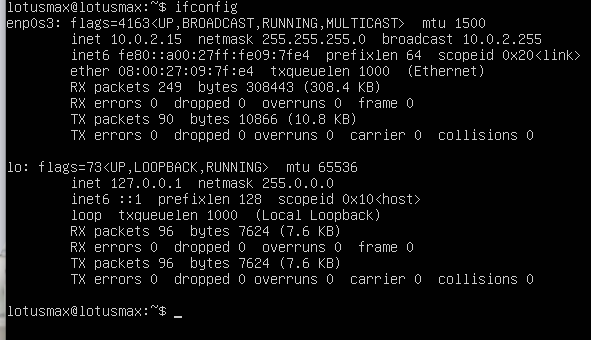 lotusmax@lotusmax:~$ ifconfig
enp0s3: flags=4163<UP,BROADCAST,RUNNING,MULTICAST>  mtu 1500
        inet 10.0.2.15  netmask 255.255.255.0  broadcast 10.0.2.255
        inet6 fe80::a00:27ff:fe09:7fe4  prefixlen 64  scopeid 0x20<link>
        ether 08:00:27:09:7f:e4  txqueuelen 1000  (Ethernet)
        RX packets 249  bytes 308443 (308.4 KB)
        RX errors 0  dropped 0  overruns 0  frame 0
        TX packets 90  bytes 10866 (10.8 KB)
        TX errors 0  dropped 0 overruns 0  carrier 0  collisions 0

lo: flags=73<UP,LOOPBACK,RUNNING>  mtu 65536
        inet 127.0.0.1  netmask 255.0.0.0
        inet6 ::1  prefixlen 128  scopeid 0x10<host>
        loop  txqueuelen 1000  (Local Loopback)
        RX packets 96  bytes 7624 (7.6 KB)
        RX errors 0  dropped 0  overruns 0  frame 0
        TX packets 96  bytes 7624 (7.6 KB)
        TX errors 0  dropped 0 overruns 0  carrier 0  collisions 0

lotusmax@lotusmax:~$ _